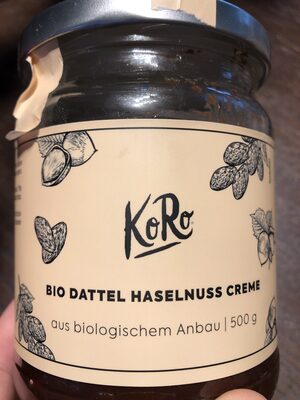 KoRo
BIO DATTEL HASELNUSS CREME
aus biologischem Anbau | 500 g